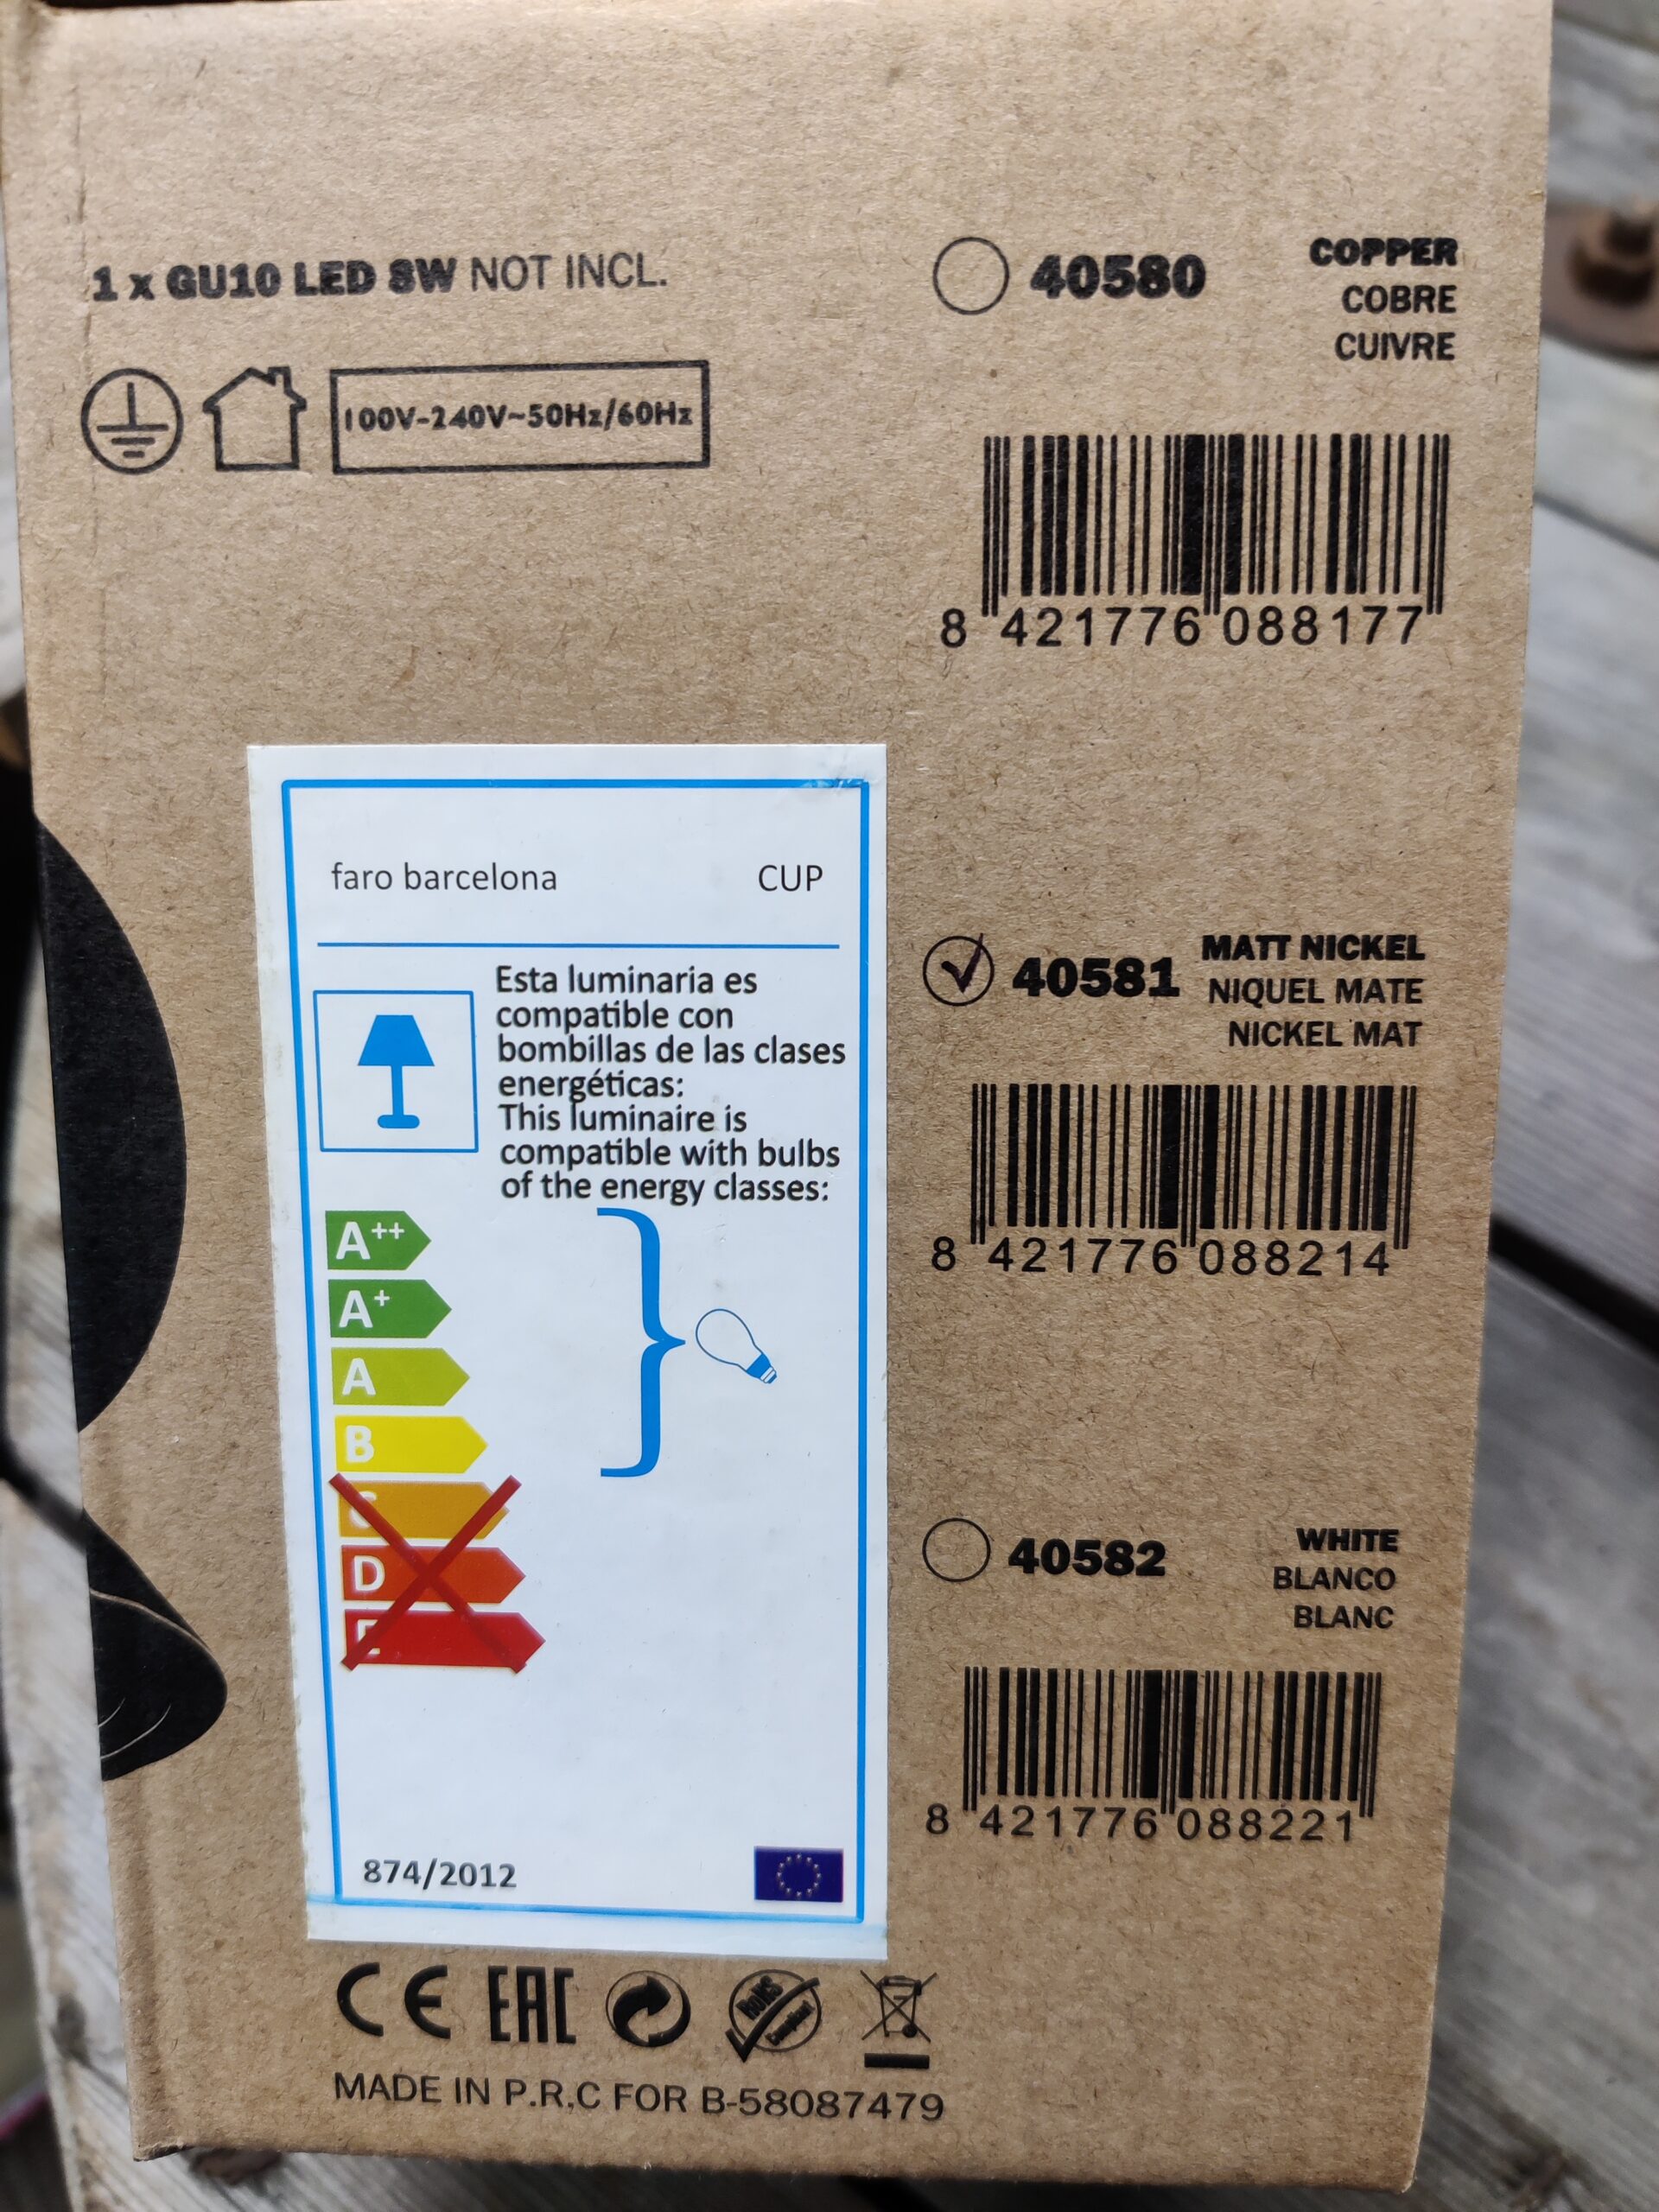 1 x GU10 LED 8W NOT INCL.
100V-240V~50Hz/60Hz
40580
COPPER
COBRE
CUIVRE
8 421776 088177
faro barcelona CUP
Esta luminaria es
compatible con
bombillas de las clases
energéticas:
This luminaire is
compatible with bulbs
of the energy classes:
A++
A+
A
B
C
D
E
874/2012
40581
MATT NICKEL
NIQUEL MATE
NICKEL MAT
8 421776 088214
40582
WHITE
BLANCO
BLANC
8 421776 088221
CE EAC RoHS Compliant
MADE IN P.R.C FOR B-58087479